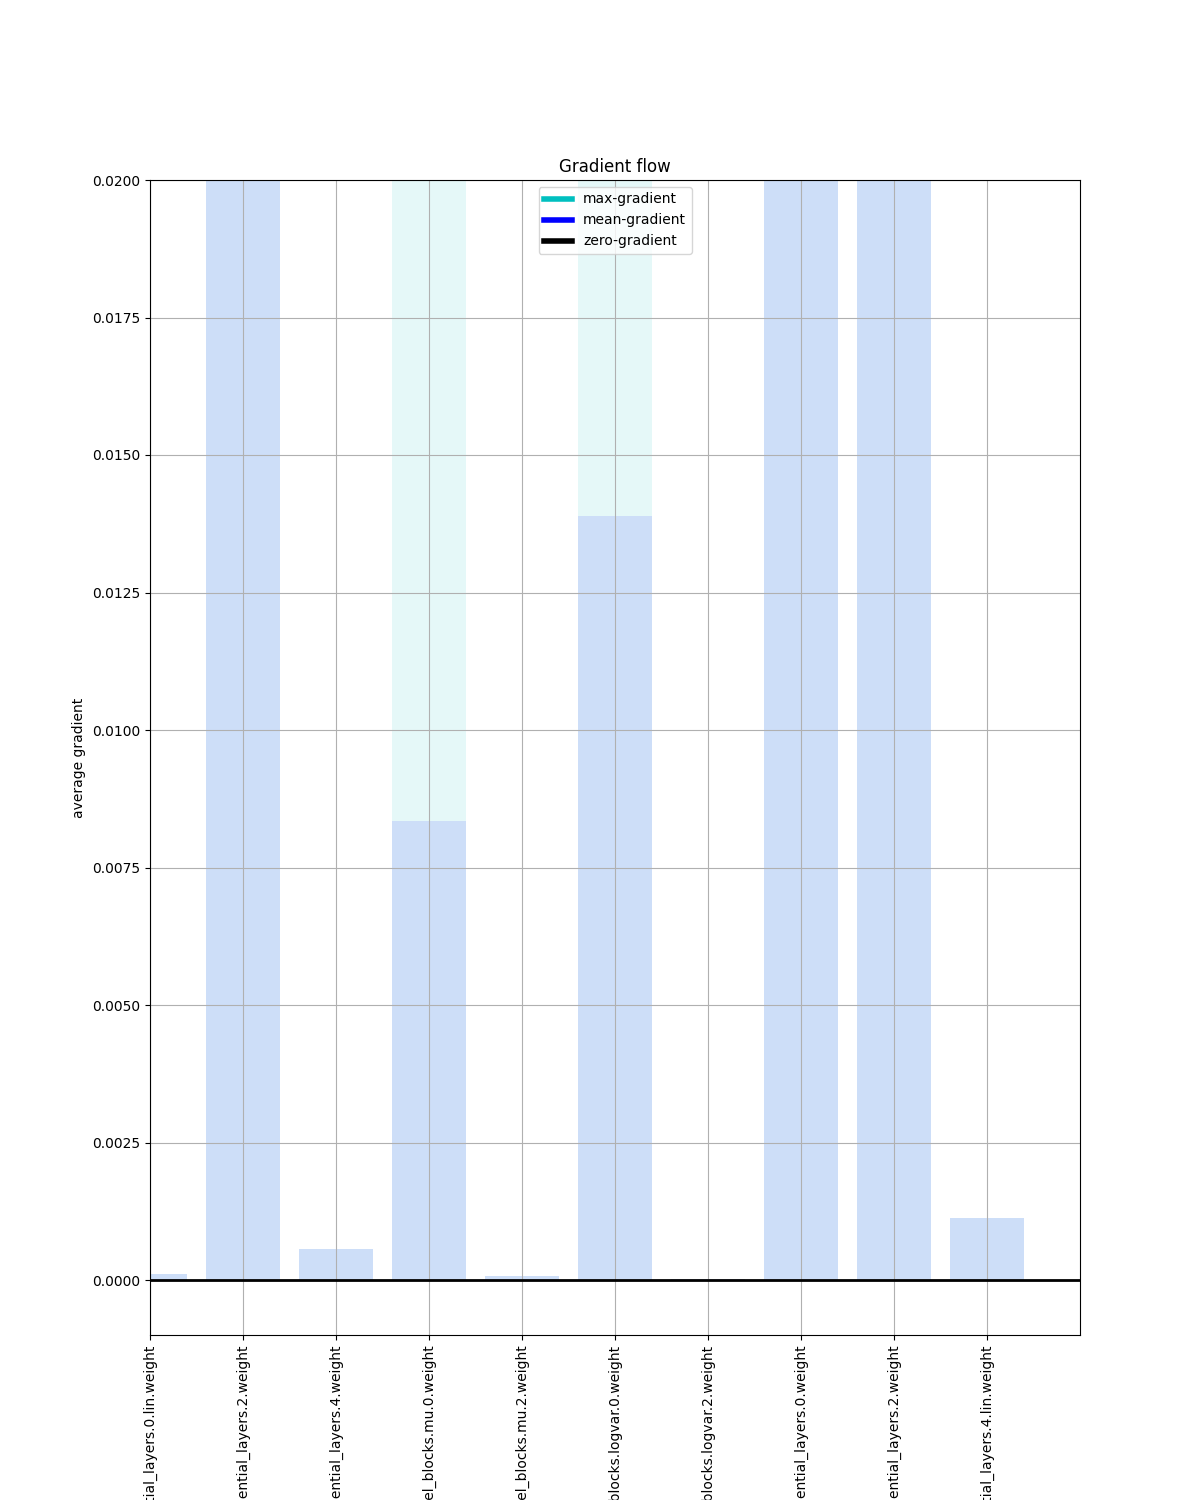 Gradient flow
max-gradient
mean-gradient
zero-gradient
0.0200
0.0175
0.0150
0.0125
0.0100
0.0075
0.0050
0.0025
0.0000
average gradient
tial_layers.0.lin.weight
ential_layers.2.weight
ential_layers.4.weight
el_blocks.mu.0.weight
el_blocks.mu.2.weight
blocks.logvar.0.weight
blocks.logvar.2.weight
ential_layers.0.weight
ential_layers.2.weight
tial_layers.4.lin.weight